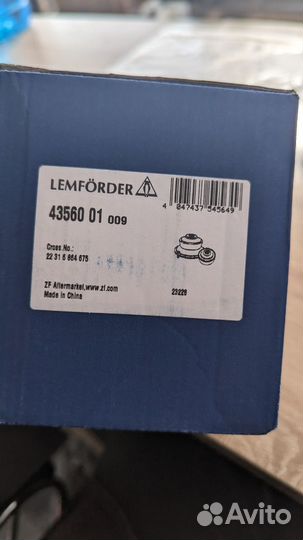 LEMFÖRDER
4 047437 545649
43560 01 009
Cross.No.:
22 31 6 864 675
ZF Aftermarket,www.zf.com
Made in China
23228
Avito